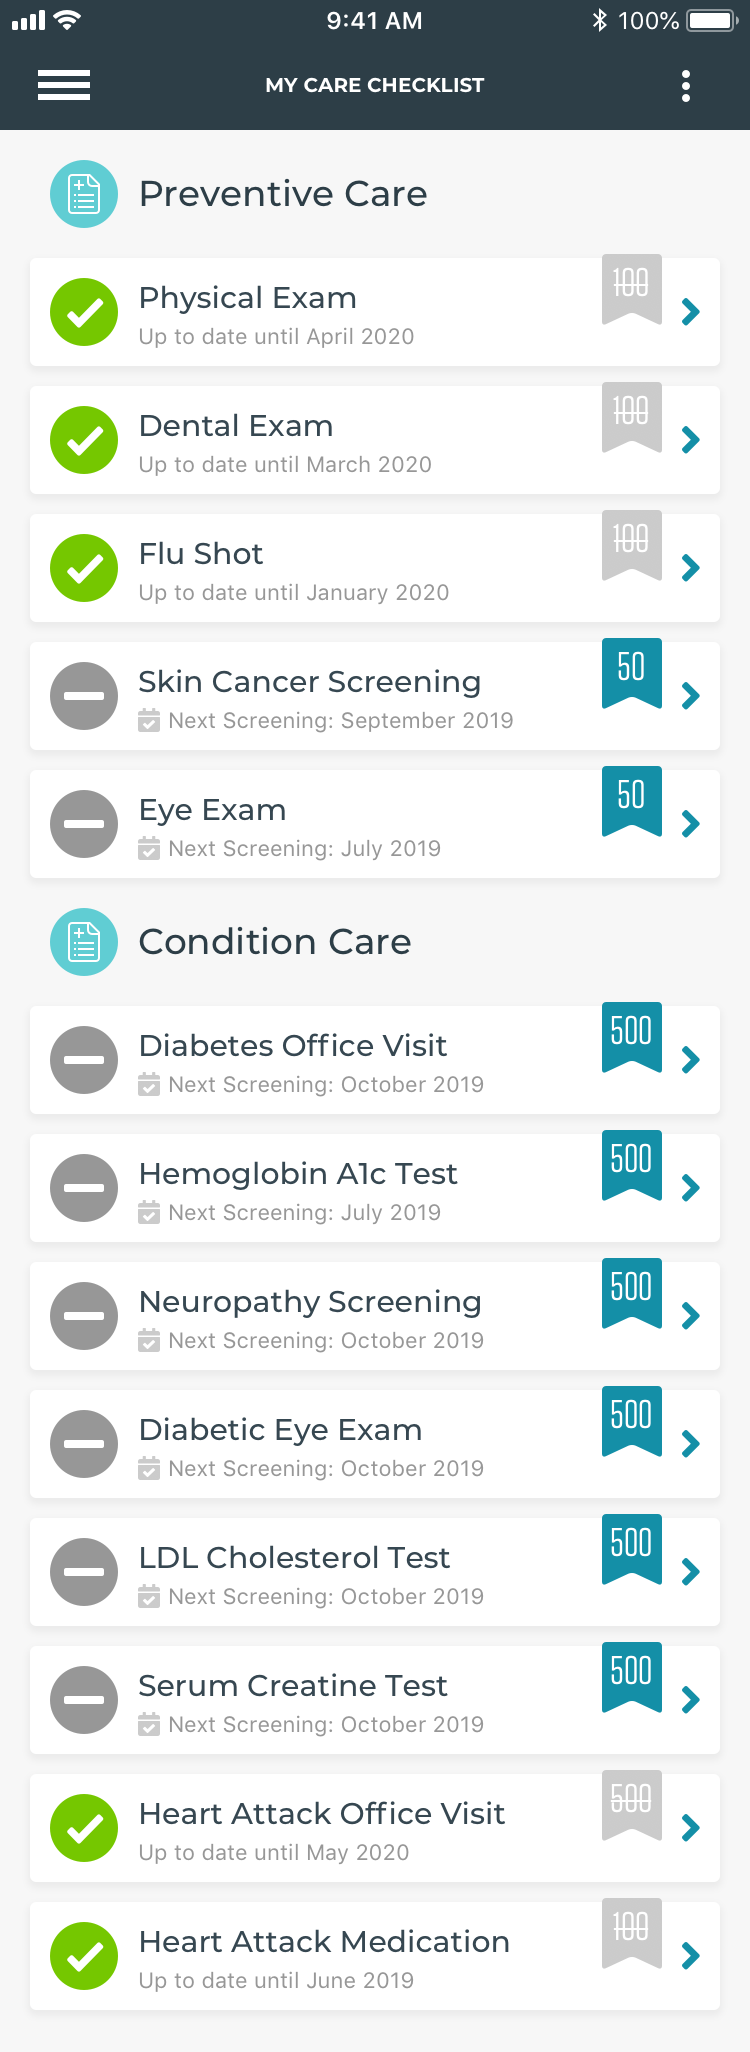 9:41 AM 100%
MY CARE CHECKLIST
Preventive Care
Physical Exam
100
Up to date until April 2020
Dental Exam
100
Up to date until March 2020
Flu Shot
100
Up to date until January 2020
Skin Cancer Screening
50
Next Screening: September 2019
Eye Exam
50
Next Screening: July 2019
Condition Care
Diabetes Office Visit
500
Next Screening: October 2019
Hemoglobin A1c Test
500
Next Screening: July 2019
Neuropathy Screening
500
Next Screening: October 2019
Diabetic Eye Exam
500
Next Screening: October 2019
LDL Cholesterol Test
500
Next Screening: October 2019
Serum Creatine Test
500
Next Screening: October 2019
Heart Attack Office Visit
500
Up to date until May 2020
Heart Attack Medication
100
Up to date until June 2019